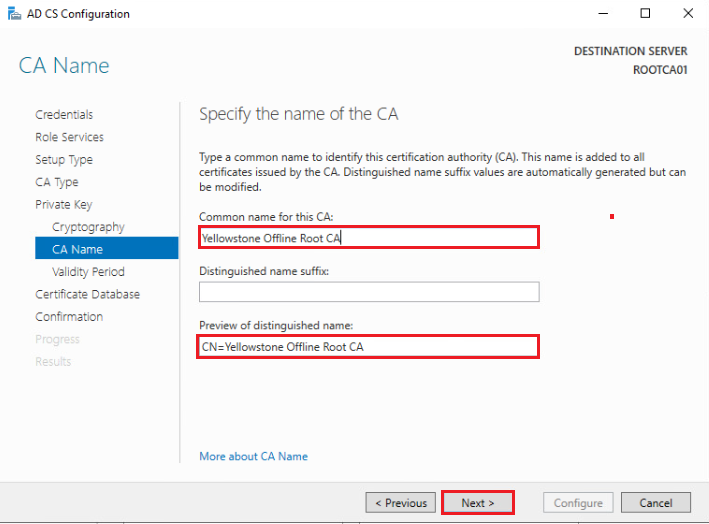 AD CS Configuration
DESTINATION SERVER
ROOTCA01
CA Name
Credentials
Role Services
Setup Type
CA Type
Private Key
Cryptography
CA Name
Validity Period
Certificate Database
Confirmation
Progress
Results
Specify the name of the CA
Type a common name to identify this certification authority (CA). This name is added to all
certificates issued by the CA. Distinguished name suffix values are automatically generated but can
be modified.
Common name for this CA:
Yellowstone Offline Root CA
Distinguished name suffix:
Preview of distinguished name:
CN=Yellowstone Offline Root CA
More about CA Name
< Previous
Next >
Configure
Cancel